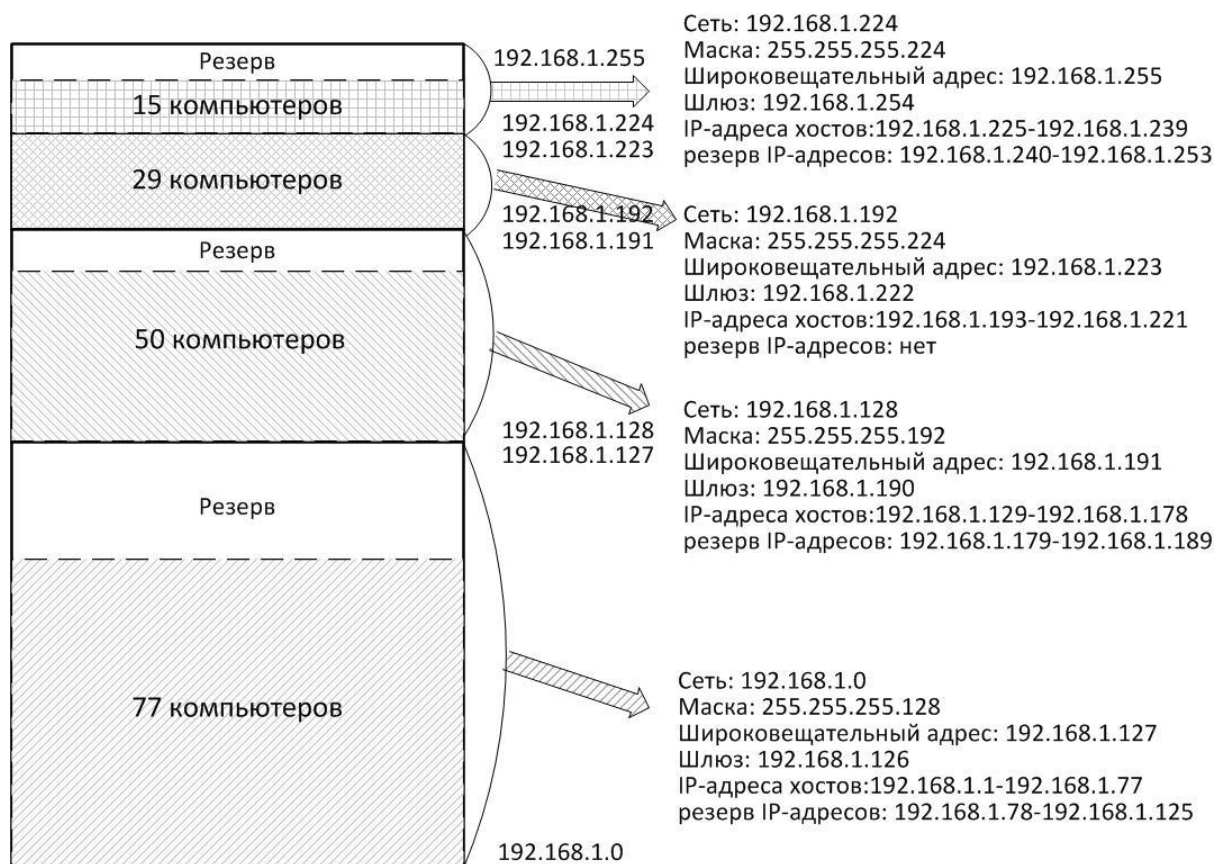 Резерв
15 компьютеров
29 компьютеров
Резерв
50 компьютеров
Резерв
77 компьютеров
192.168.1.255
192.168.1.224
192.168.1.223
192.168.1.192
192.168.1.191
192.168.1.128
192.168.1.127
192.168.1.0
Сеть: 192.168.1.224
Маска: 255.255.255.224
Широковещательный адрес: 192.168.1.255
Шлюз: 192.168.1.254
IP-адреса хостов:192.168.1.225-192.168.1.239
резерв IP-адресов: 192.168.1.240-192.168.1.253
Сеть: 192.168.1.192
Маска: 255.255.255.224
Широковещательный адрес: 192.168.1.223
Шлюз: 192.168.1.222
IP-адреса хостов:192.168.1.193-192.168.1.221
резерв IP-адресов: нет
Сеть: 192.168.1.128
Маска: 255.255.255.192
Широковещательный адрес: 192.168.1.191
Шлюз: 192.168.1.190
IP-адреса хостов:192.168.1.129-192.168.1.178
резерв IP-адресов: 192.168.1.179-192.168.1.189
Сеть: 192.168.1.0
Маска: 255.255.255.128
Широковещательный адрес: 192.168.1.127
Шлюз: 192.168.1.126
IP-адреса хостов:192.168.1.1-192.168.1.77
резерв IP-адресов: 192.168.1.78-192.168.1.125